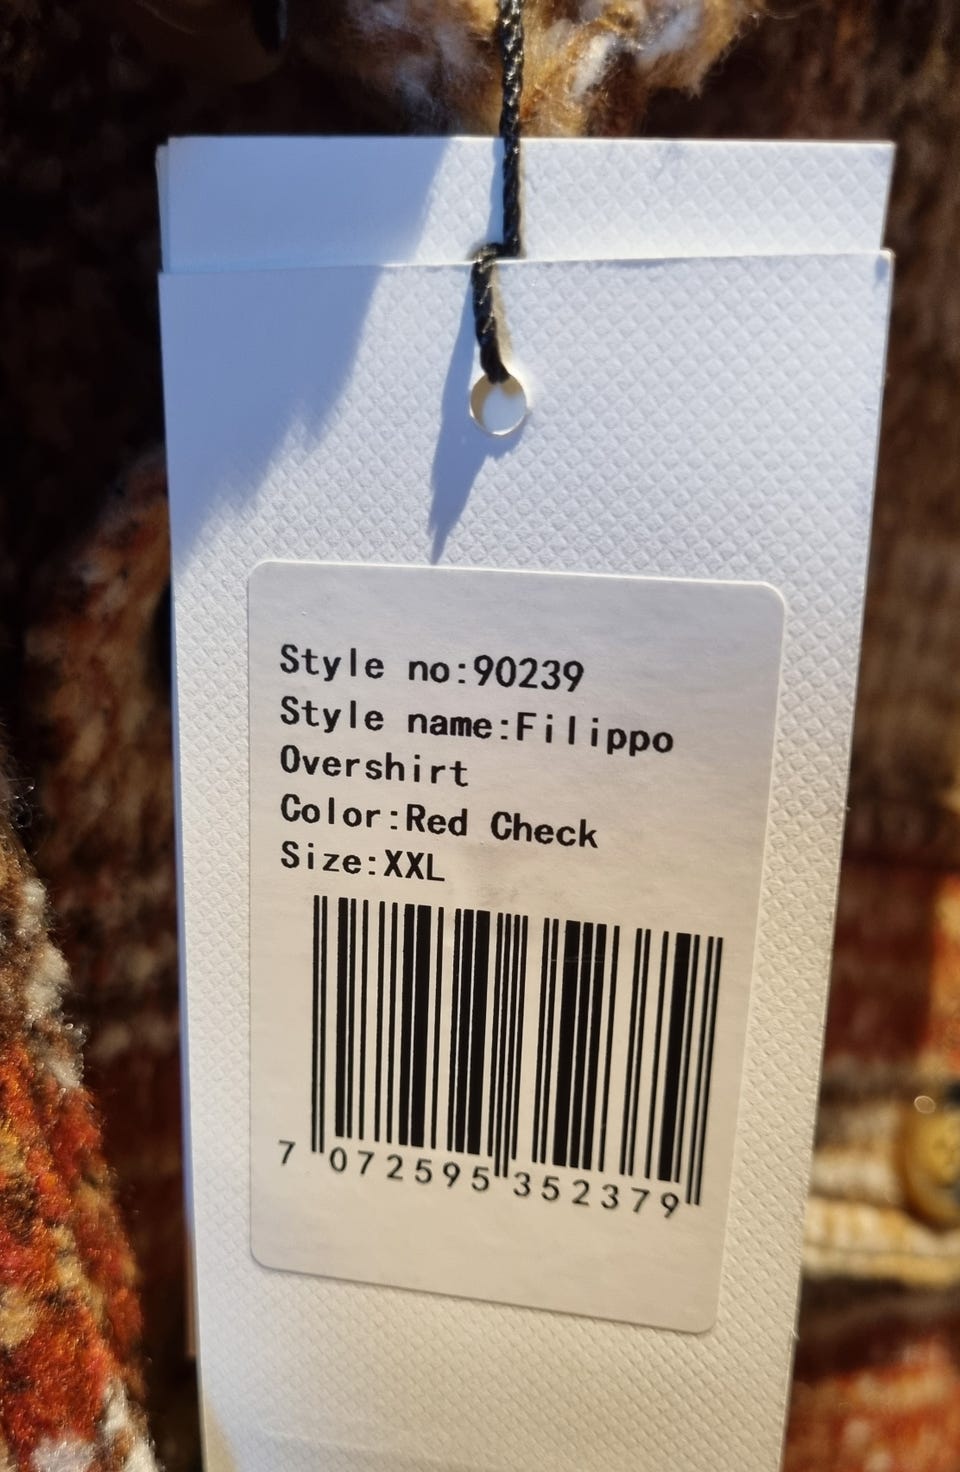 Style no:90239
Style name:Filippo
Overshirt
Color:Red Check
Size:XXL
7 072595 352379